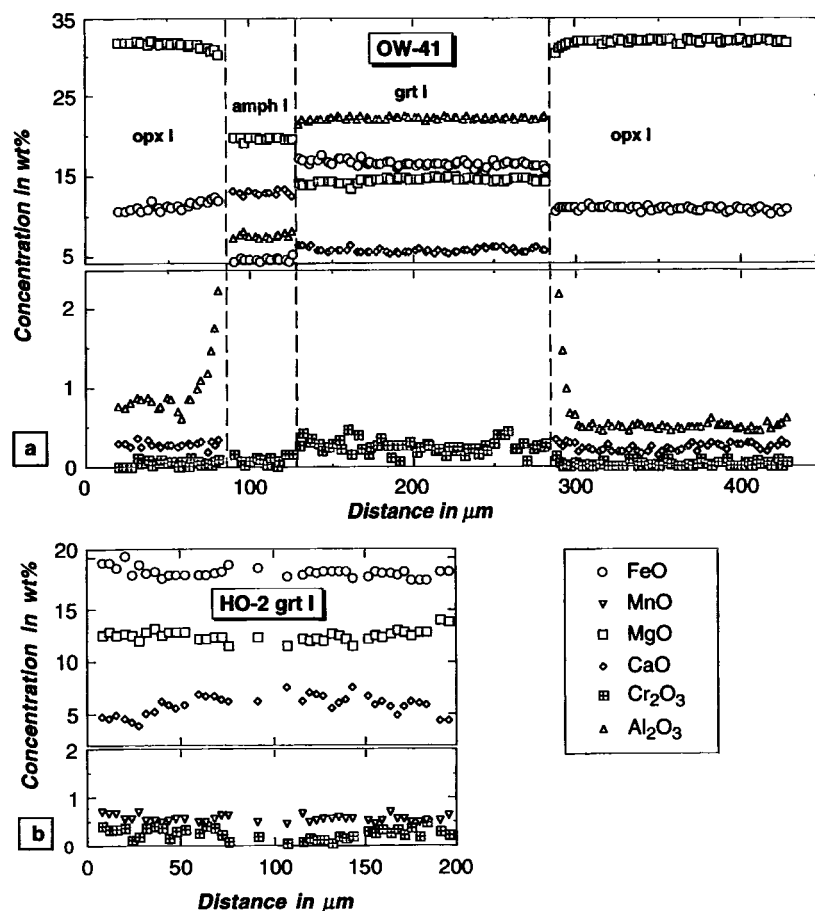 35
25
15
5
2
1
0
Concentration in wt%
OW-41
opx I
amph I
grt I
opx I
a
0 100 200 300 400
Distance in μm
20
15
10
5
2
1
0
Concentration in wt%
HO-2 grt I
b
0 50 100 150 200
Distance in μm
FeO
MnO
MgO
CaO
Cr₂O₃
Al₂O₃